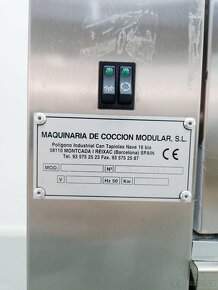 MAQUINARIA DE COCCION MODULAR, S.L.
Polígono Industrial Can Tapiolas Nave 18 bis
08110 MONTCADA I REIXAC (Barcelona) SPAIN
Tel. 93 575 25 23 Fax. 93 575 25 87
CE
MOD. Nº
V Hz 50 Kw